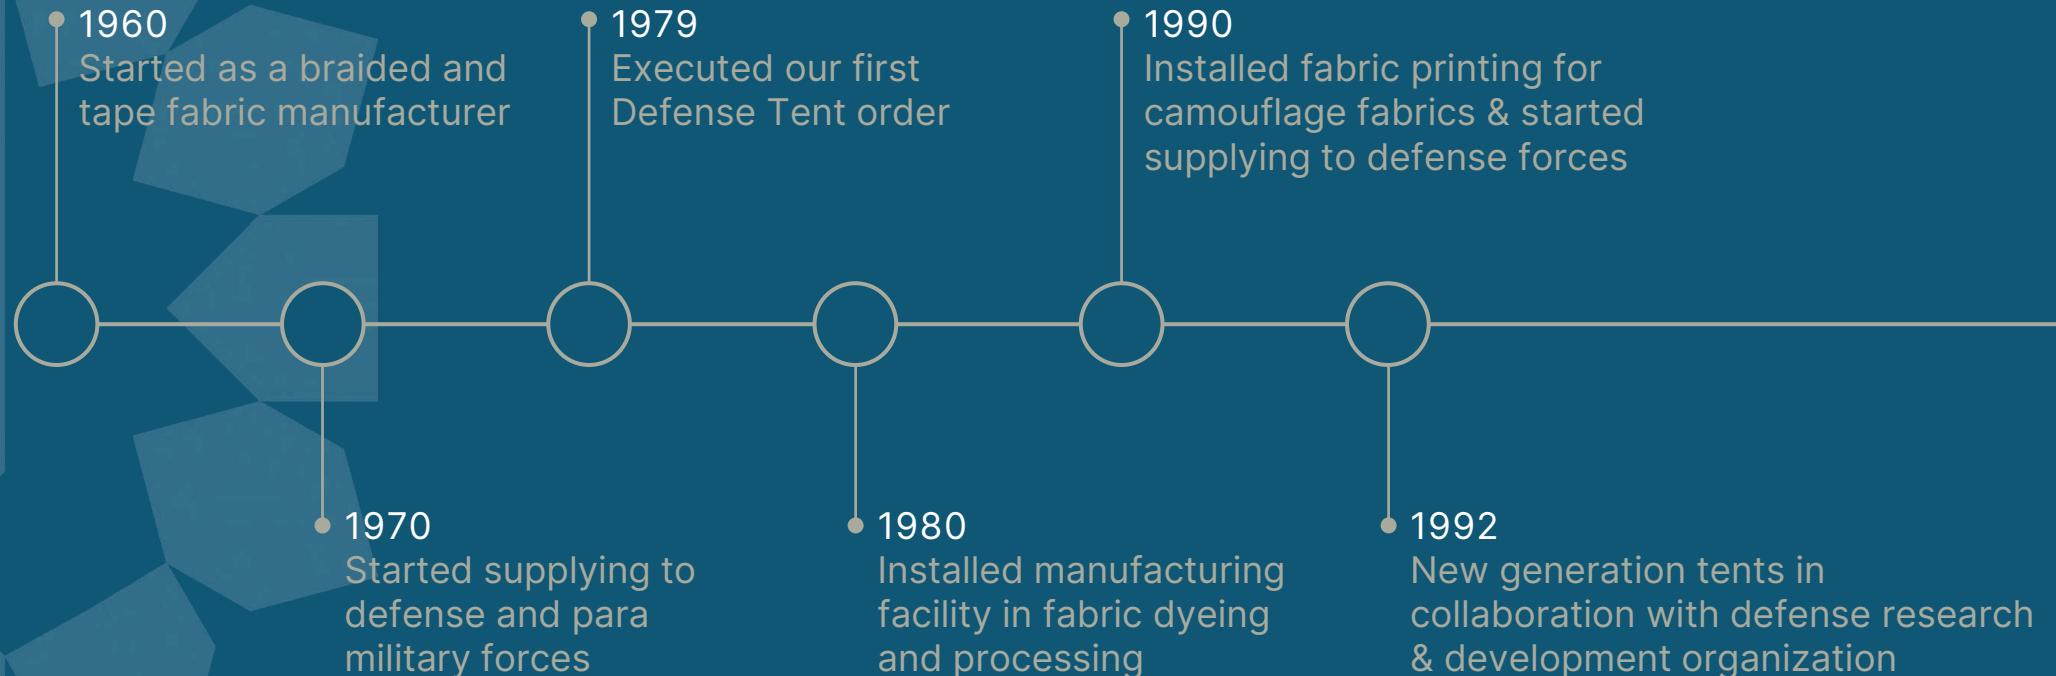 1960
Started as a braided and
tape fabric manufacturer
1979
Executed our first
Defense Tent order
1990
Installed fabric printing for
camouflage fabrics & started
supplying to defense forces
1970
Started supplying to
defense and para
military forces
1980
Installed manufacturing
facility in fabric dyeing
and processing
1992
New generation tents in
collaboration with defense research
& development organization